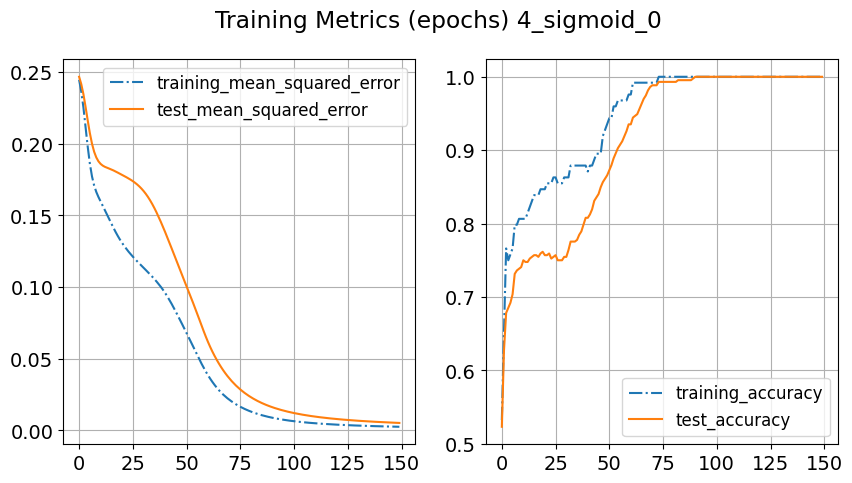 Training Metrics (epochs) 4_sigmoid_0
training_mean_squared_error
test_mean_squared_error
0.25
0.20
0.15
0.10
0.05
0.00
0 25 50 75 100 125 150
1.0
0.9
0.8
0.7
0.6
0.5
training_accuracy
test_accuracy
0 25 50 75 100 125 150